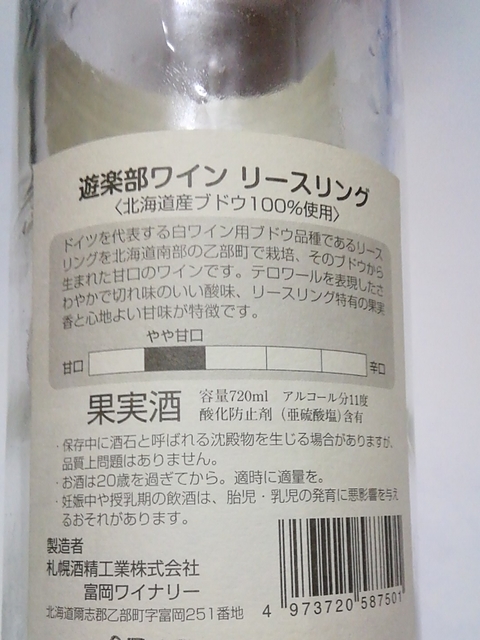 遊楽部ワイン リースリング
〈北海道産ブドウ100%使用〉
ドイツを代表する白ワイン用ブドウ品種であるリース
リングを北海道南部の乙部町で栽培、そのブドウから
生まれた甘口のワインです。テロワールを表現したさ
わやかで切れ味のいい酸味、リースリング特有の果実
香と心地よい甘味が特徴です。
やや甘口
甘口 辛口
果実酒 容量720ml アルコール分11度
酸化防止剤(亜硫酸塩)含有
・保存中に酒石と呼ばれる沈殿物を生じる場合がありますが、
品質上問題はありません。
・お酒は20歳を過ぎてから。適時に適量を。
・妊娠中や授乳期の飲酒は、胎児・乳児の発育に悪影響を与え
るおそれがあります。
製造者
札幌酒精工業株式会社
富岡ワイナリー
北海道爾志郡乙部町字富岡251番地
4 973720 587501